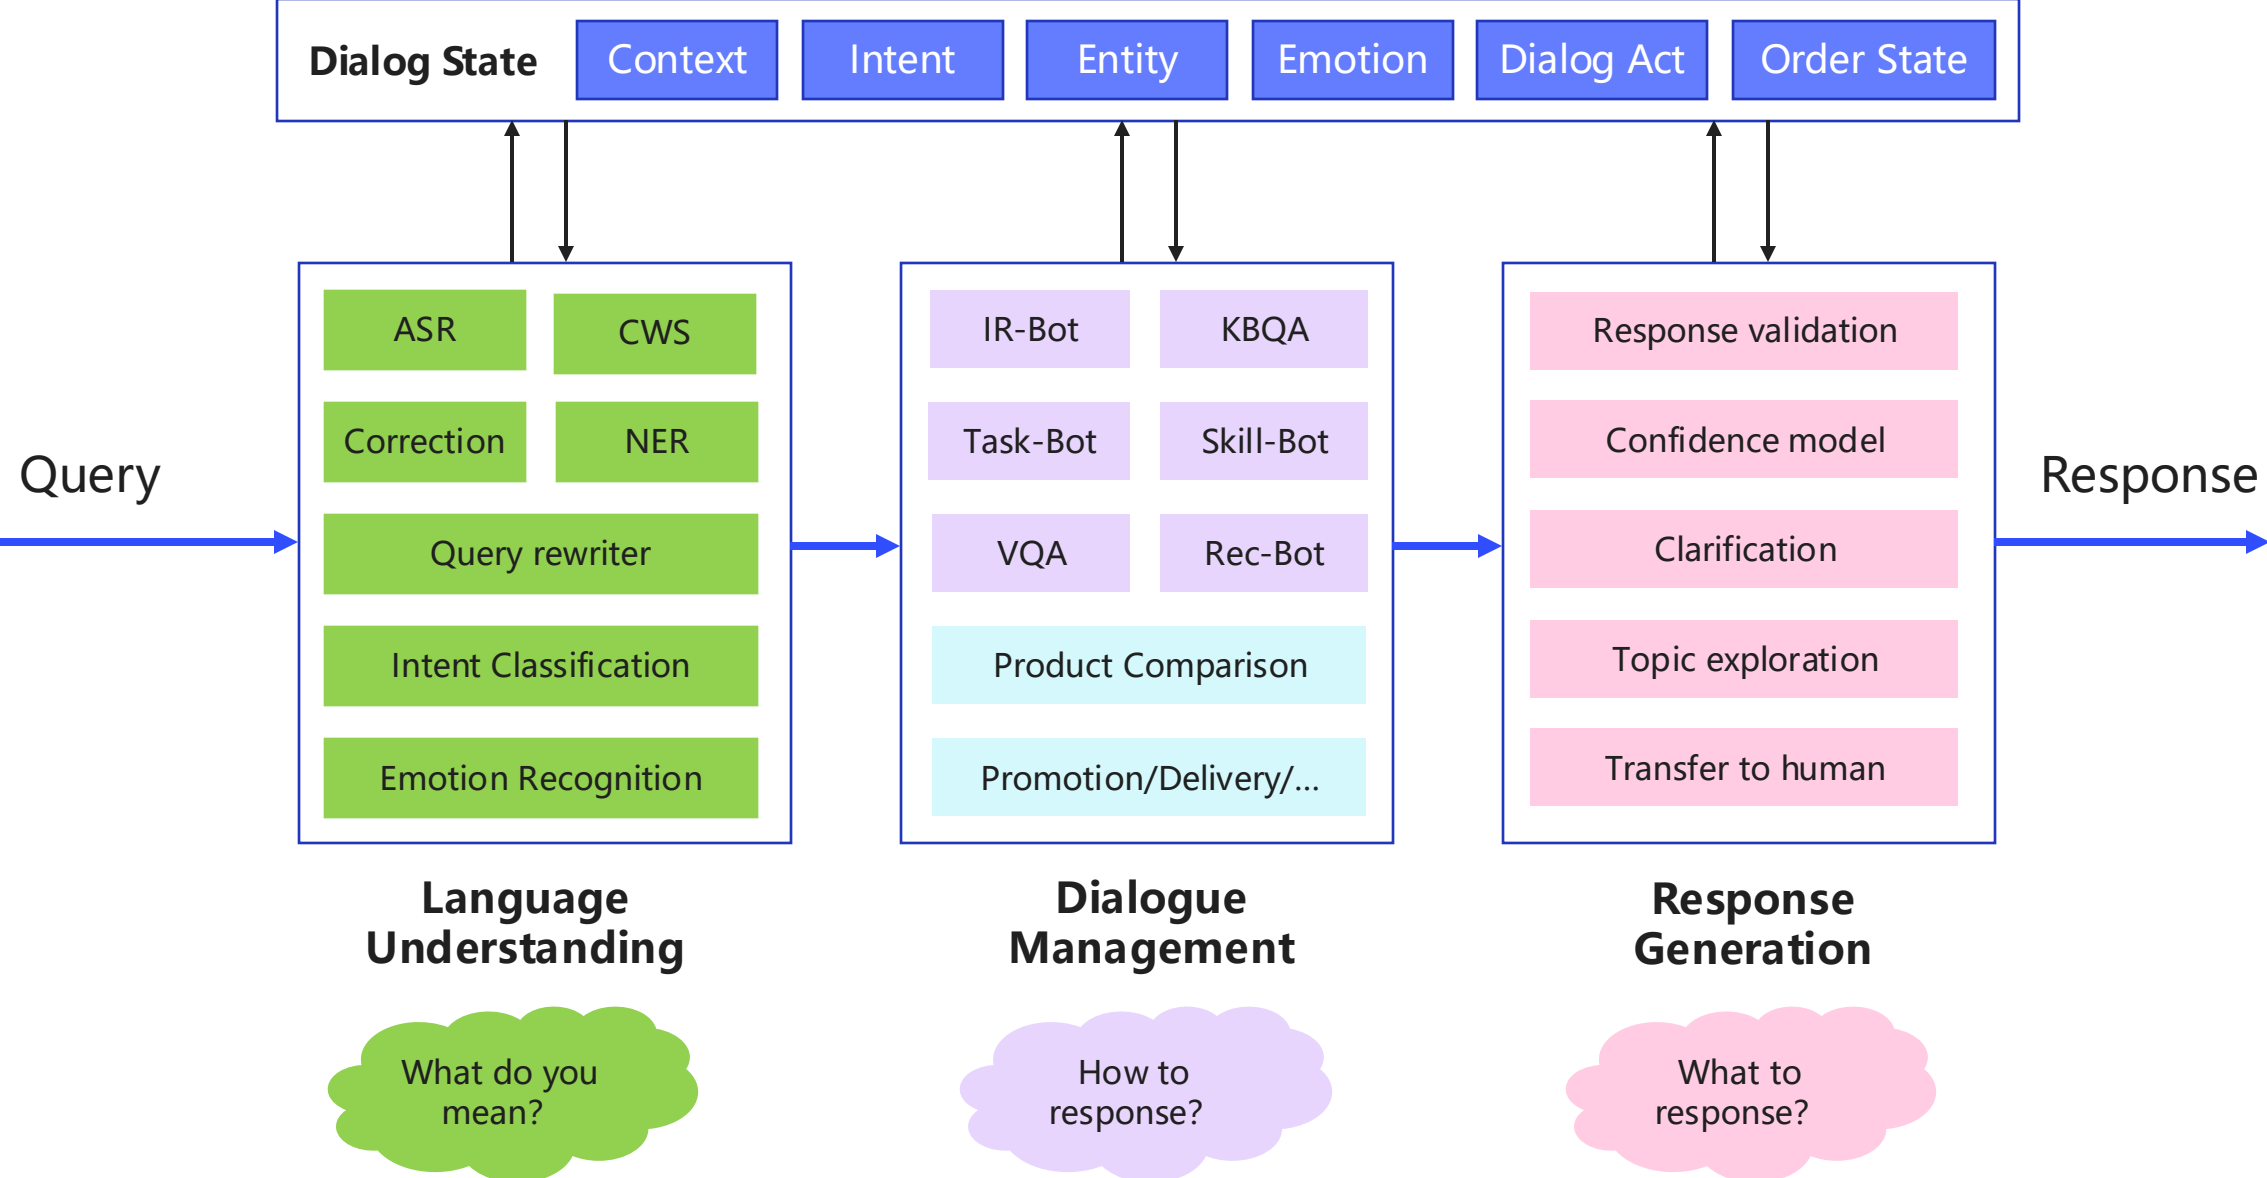 Dialog State
Context
Intent
Entity
Emotion
Dialog Act
Order State
Query
ASR
CWS
Correction
NER
Query rewriter
Intent Classification
Emotion Recognition
IR-Bot
KBQA
Task-Bot
Skill-Bot
VQA
Rec-Bot
Product Comparison
Promotion/Delivery/...
Response validation
Confidence model
Clarification
Topic exploration
Transfer to human
Response
Language
Understanding
Dialogue
Management
Response
Generation
What do you
mean?
How to
response?
What to
response?